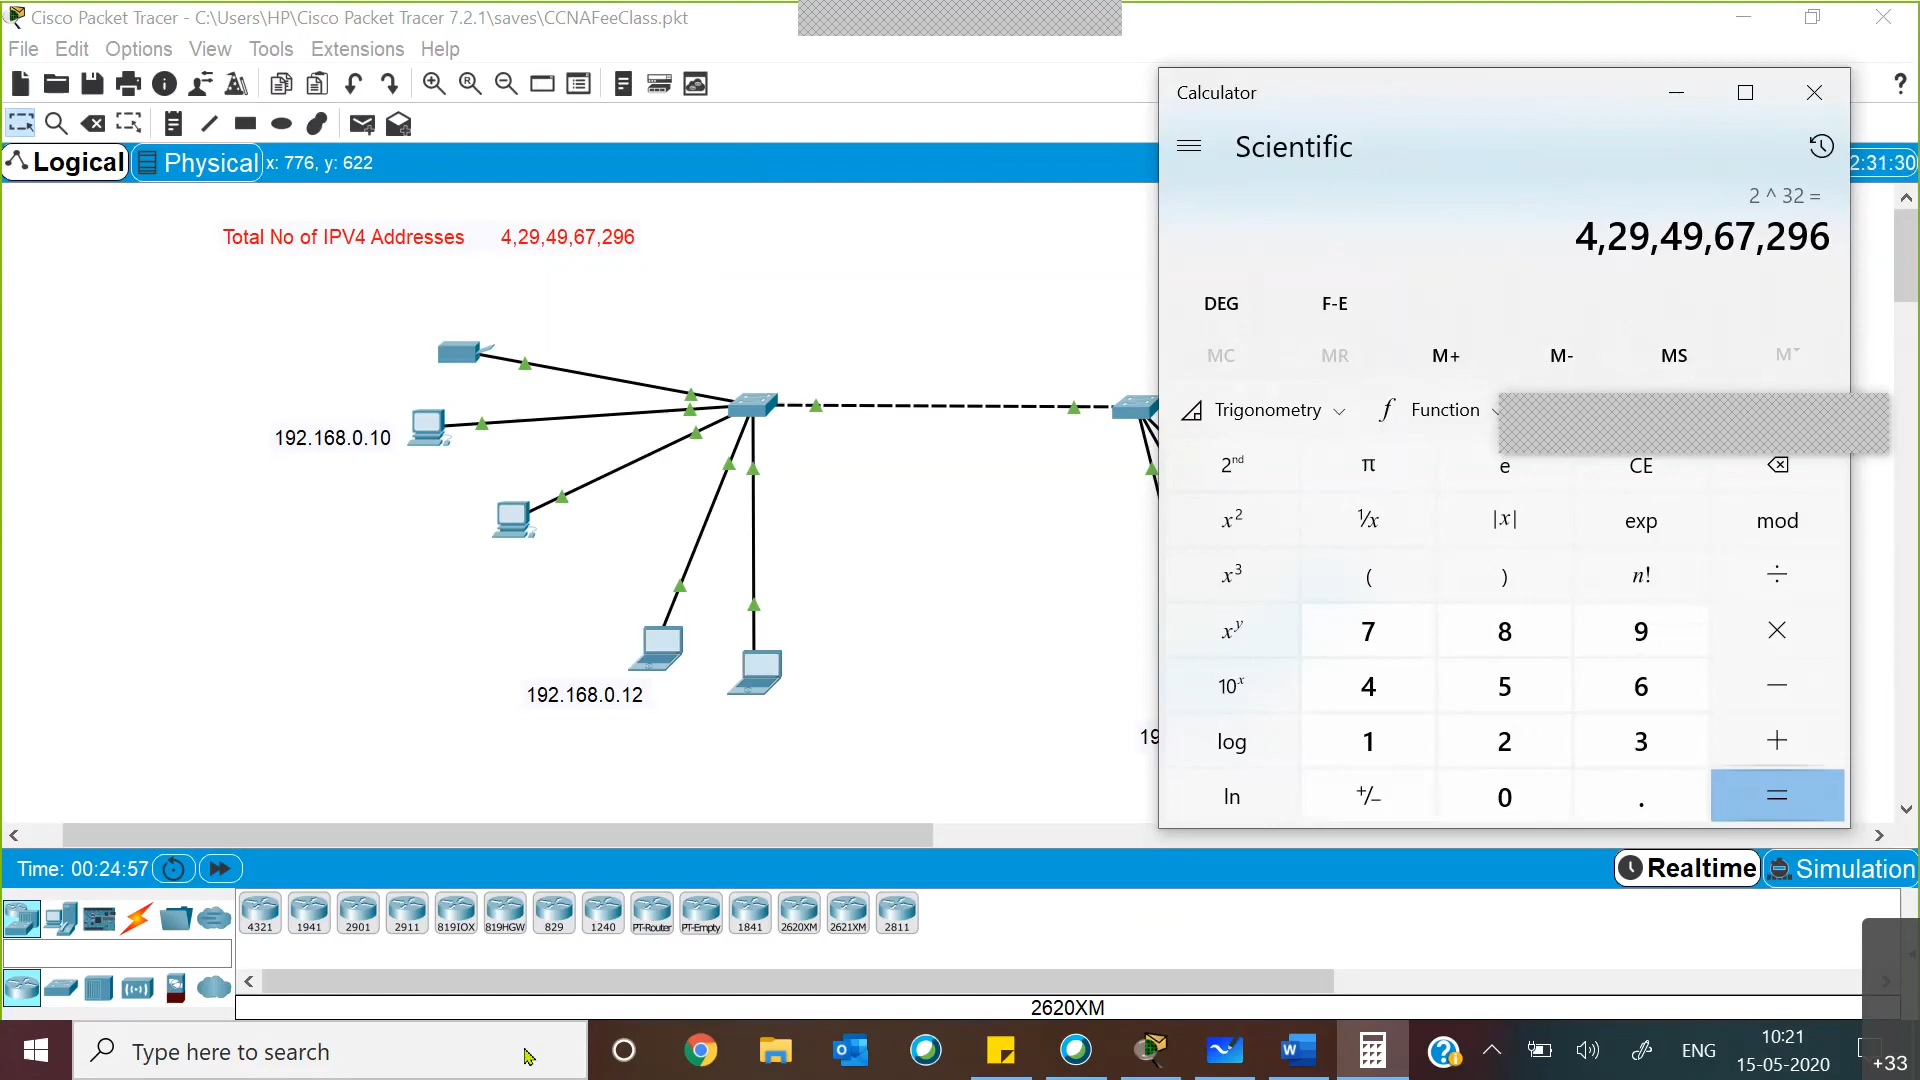 Cisco Packet Tracer - C:\Users\HP\Cisco Packet Tracer 7.2.1\saves\CCNAFeeClass.pkt
File Edit Options View Tools Extensions Help
?
Logical Physical x: 776, y: 622
2:31:30
Total No of IPV4 Addresses 4,29,49,67,296
192.168.0.10
192.168.0.12
19
Calculator
Scientific
2 ^ 32 =
4,29,49,67,296
DEG F-E
MC MR M+ M- MS M˅
Trigonometry f Function
2nd π e CE
x² ¹⁄x |x| exp mod
x³ ( ) n! ÷
xʸ 7 8 9 ×
10ˣ 4 5 6 −
log 1 2 3 +
ln +/− 0 . =
Time: 00:24:57
Realtime Simulation
4321 1941 2901 2911 819IOX 819HGW 829 1240 PT-Router PT-Empty 1841 2620XM 2621XM 2811
2620XM
Type here to search
ENG
10:21
15-05-2020
+33